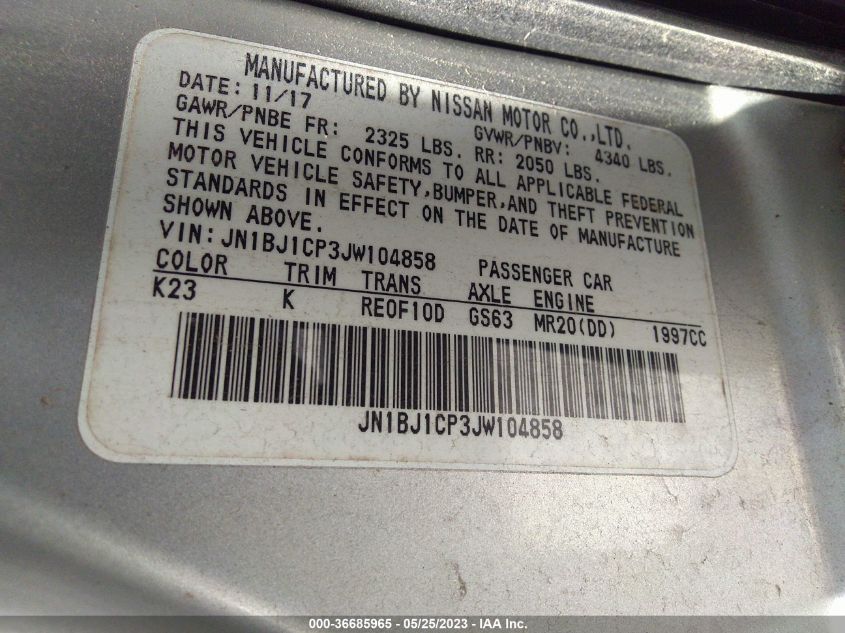 MANUFACTURED BY NISSAN MOTOR CO.,LTD.
DATE: 11/17 GVWR/PNBV: 4340 LBS.
GAWR/PNBE FR: 2325 LBS. RR: 2050 LBS.
THIS VEHICLE CONFORMS TO ALL APPLICABLE FEDERAL
MOTOR VEHICLE SAFETY,BUMPER,AND THEFT PREVENTION
STANDARDS IN EFFECT ON THE DATE OF MANUFACTURE
SHOWN ABOVE.
VIN: JN1BJ1CP3JW104858 PASSENGER CAR
COLOR TRIM TRANS AXLE ENGINE
K23 K RE0F10D GS63 MR20(DD) 1997CC
JN1BJ1CP3JW104858
000-36685965 - 05/25/2023 - IAA Inc.